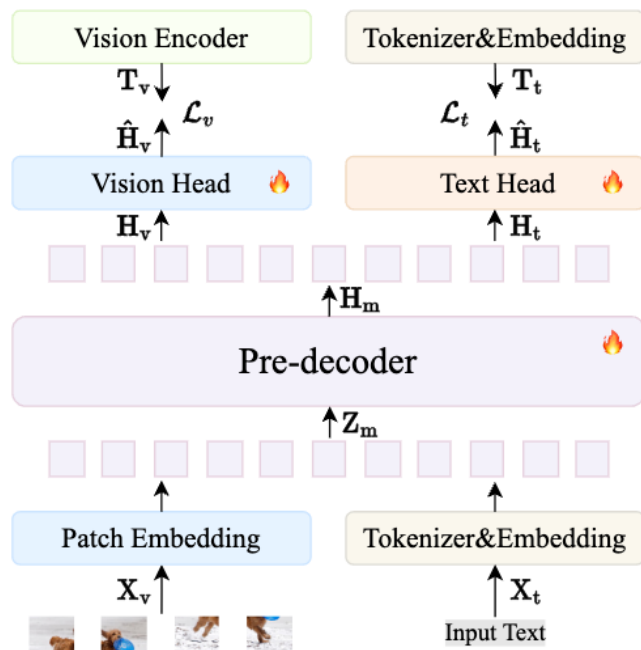 Vision Encoder
Tokenizer&Embedding
T_v
T_t
𝓛_v
𝓛_t
Ĥ_v
Ĥ_t
Vision Head
Text Head
H_v
H_t
H_m
Pre-decoder
Z_m
Patch Embedding
Tokenizer&Embedding
X_v
X_t
Input Text